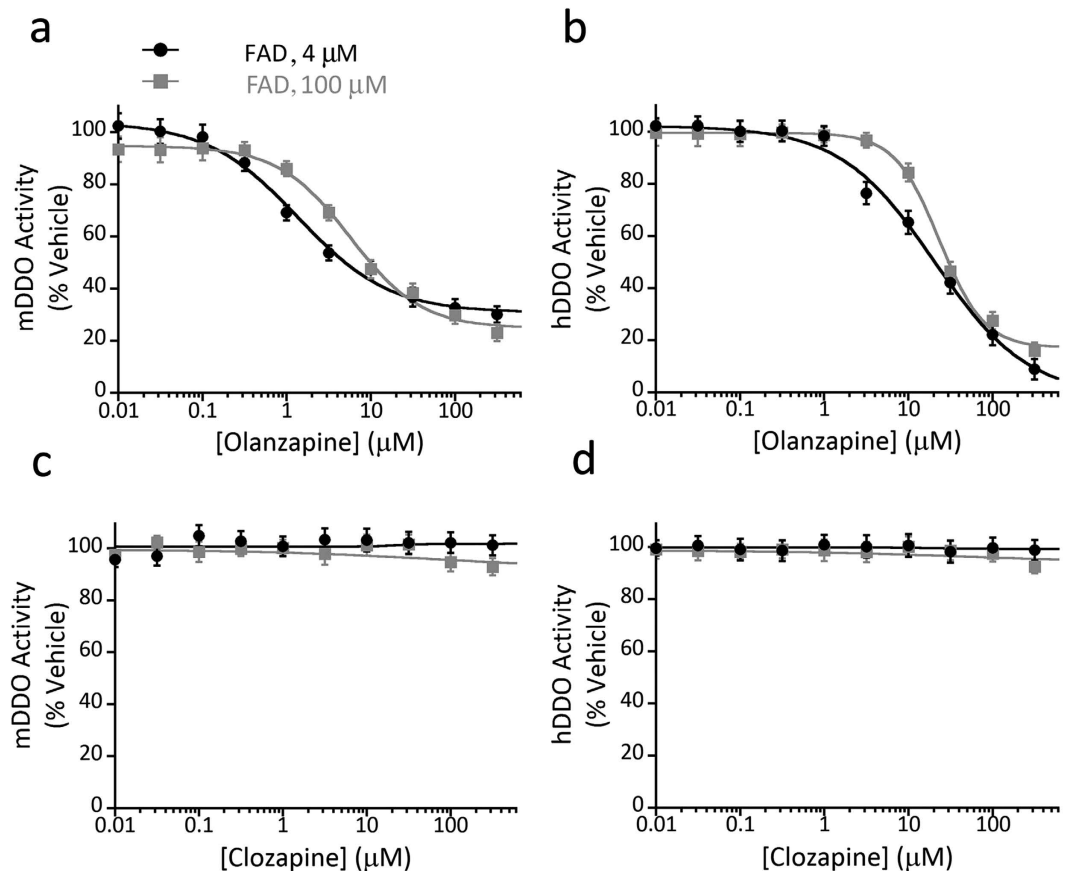 a
FAD, 4 µM
FAD, 100 µM
mDDO Activity
(% Vehicle)
100
80
60
40
20
0
0.01
0.1
1
10
100
[Olanzapine] (µM)
b
hDDO Activity
(% Vehicle)
100
80
60
40
20
0
0.01
0.1
1
10
100
[Olanzapine] (µM)
c
mDDO Activity
(% Vehicle)
100
80
60
40
20
0
0.01
0.1
1
10
100
[Clozapine] (µM)
d
hDDO Activity
(% Vehicle)
100
80
60
40
20
0
0.01
0.1
1
10
100
[Clozapine] (µM)